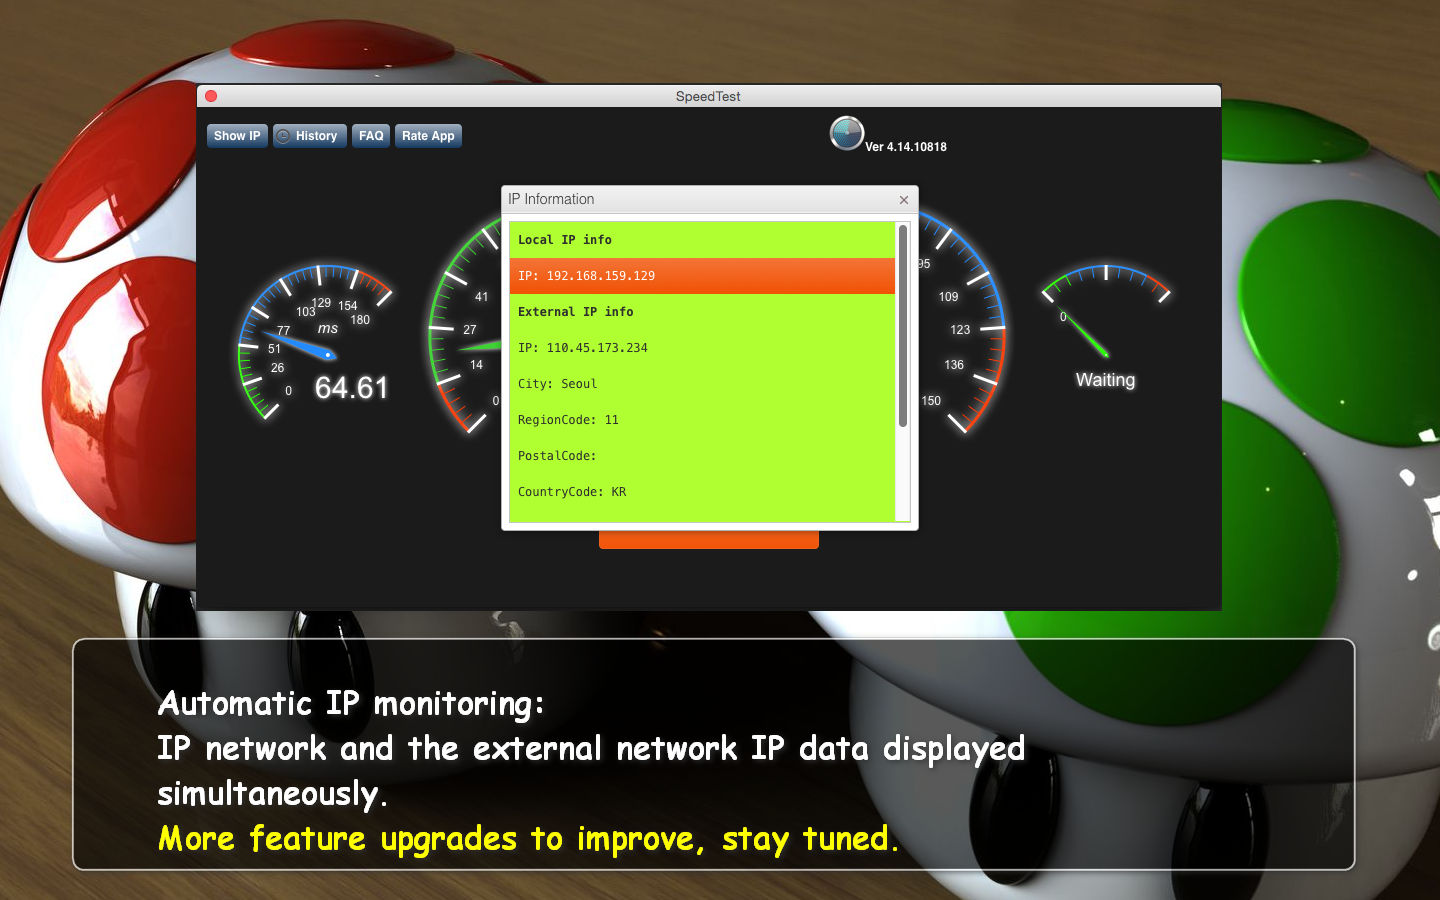 SpeedTest
Show IP
History
FAQ
Rate App
Ver 4.14.10818
IP Information
Local IP info
IP: 192.168.159.129
External IP info
IP: 110.45.173.234
City: Seoul
RegionCode: 11
PostalCode:
CountryCode: KR
0
26
51
77
103
129
154
180
ms
64.61
0
14
27
41
95
109
123
136
150
0
Waiting
Automatic IP monitoring:
IP network and the external network IP data displayed
simultaneously.
More feature upgrades to improve, stay tuned.